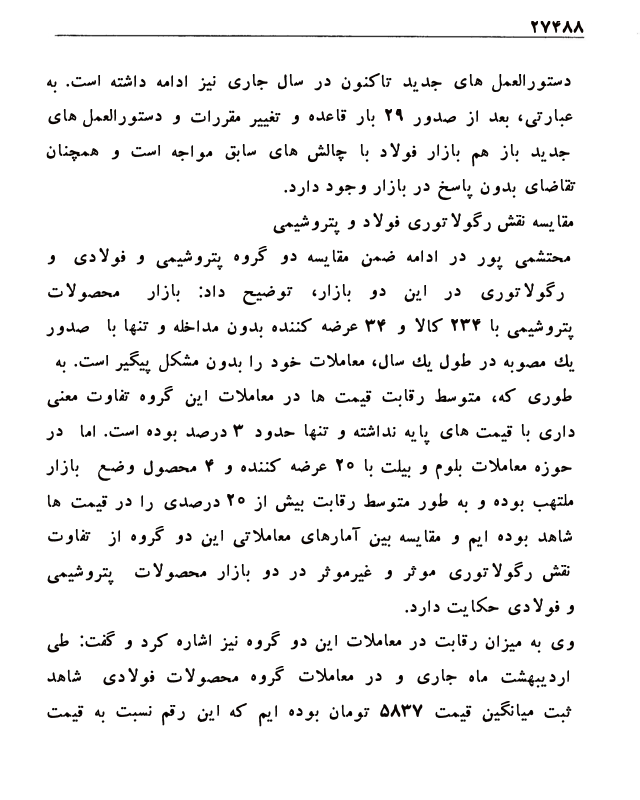 ۲۷۴۸۸
دستورالعمل های جدید تاکنون در سال جاری نیز ادامه داشته است. به
عبارتی، بعد از صدور ۲۹ بار قاعده و تغییر مقررات و دستورالعمل های
جدید باز هم بازار فولاد با چالش های سابق مواجه است و همچنان
تقاضای بدون پاسخ در بازار وجود دارد.
مقایسه نقش رگولاتوری فولاد و پتروشیمی
محتشمی پور در ادامه ضمن مقایسه دو گروه پتروشیمی و فولادی و
رگولاتوری در این دو بازار، توضیح داد: بازار محصولات
پتروشیمی با ۲۳۴ کالا و ۳۴ عرضه کننده بدون مداخله و تنها با صدور
یك مصوبه در طول یك سال، معاملات خود را بدون مشکل پیگیر است. به
طوری که، متوسط رقابت قیمت ها در معاملات این گروه تفاوت معنی
داری با قیمت های پایه نداشته و تنها حدود ۳ درصد بوده است. اما در
حوزه معاملات بلوم و بیلت با ۲۰ عرضه کننده و ۴ محصول وضع بازار
ملتهب بوده و به طور متوسط رقابت بیش از ۲۰ درصدی را در قیمت ها
شاهد بوده ایم و مقایسه بین آمارهای معاملاتی این دو گروه از تفاوت
نقش رگولاتوری موثر و غیرموثر در دو بازار محصولات پتروشیمی
و فولادی حکایت دارد.
وی به میزان رقابت در معاملات این دو گروه نیز اشاره کرد و گفت: طی
اردیبهشت ماه جاری و در معاملات گروه محصولات فولادی شاهد
ثبت میانگین قیمت ۵۸۳۷ تومان بوده ایم که این رقم نسبت به قیمت